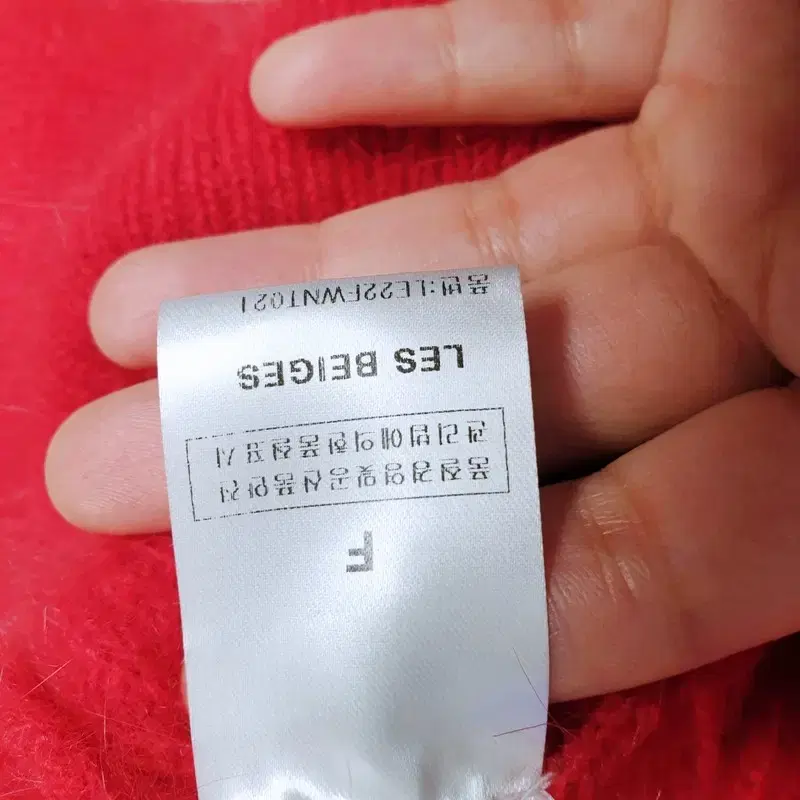 F
품질경영및공산품안전
관리법에의한품질표시
LES BEIGES
품번:LE22FWNT021